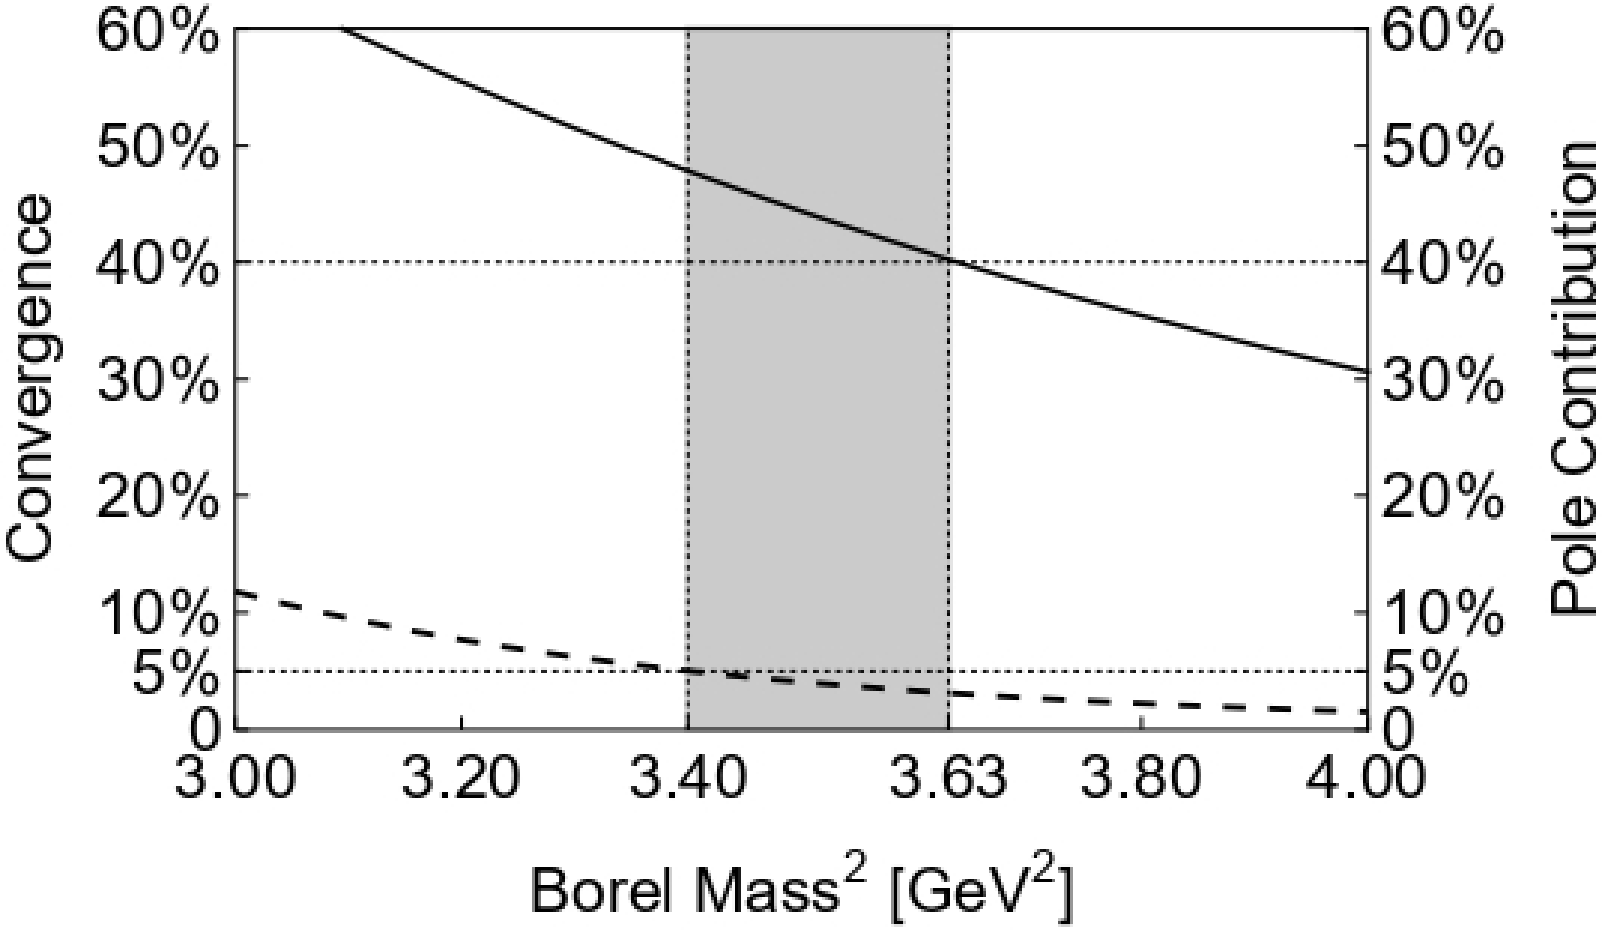 60% 60%
50% 50%
40% 40%
30% 30%
20% 20%
10% 10%
5% 5%
0 0
Convergence
Pole Contribution
3.00 3.20 3.40 3.63 3.80 4.00
Borel Mass² [GeV²]